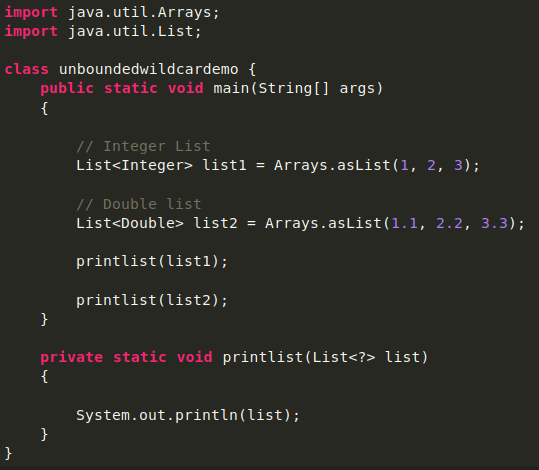 import java.util.Arrays;
import java.util.List;

class unboundedwildcardemo {
    public static void main(String[] args)
    {

        // Integer List
        List<Integer> list1 = Arrays.asList(1, 2, 3);

        // Double list
        List<Double> list2 = Arrays.asList(1.1, 2.2, 3.3);

        printlist(list1);

        printlist(list2);
    }

    private static void printlist(List<?> list)
    {

        System.out.println(list);
    }
}